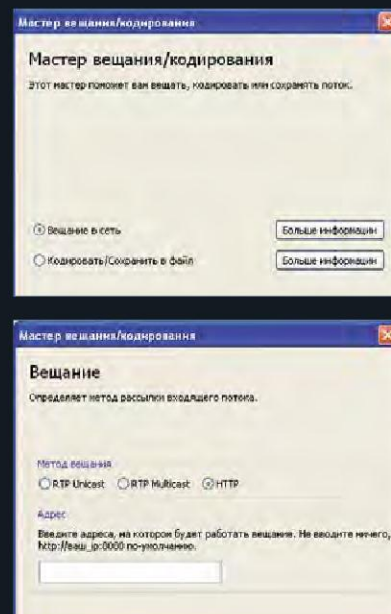 Мастер вещания/кодирования
Мастер вещания/кодирования
Этот мастер поможет вам вещать, кодировать или сохранять поток.
Вещание в сеть
Больше информации
Кодировать/Сохранить в файл
Больше информации
Мастер вещания/кодирования
Вещание
Определяет метод рассылки входящего потока.
Метод вещания
RTP Unicast
RTP Multicast
HTTP
Адрес
Введите адреса, на котором будет работать вещание. Не вводите ничего,
http://ваш_ip:0000 по-умолчанию.